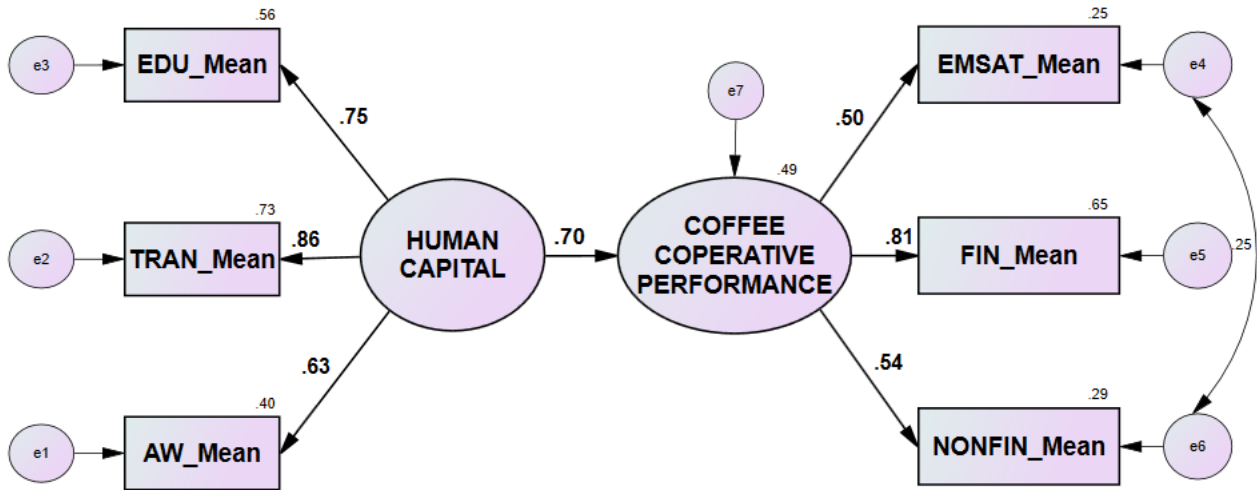 .56
.25
e3
EDU_Mean
EMSAT_Mean
e4
e7
.75
.50
.49
.73
.65
e2
TRAN_Mean
.86
HUMAN
CAPITAL
.70
COFFEE
COPERATIVE
PERFORMANCE
.81
FIN_Mean
e5
.25
.63
.54
.40
.29
e1
AW_Mean
NONFIN_Mean
e6